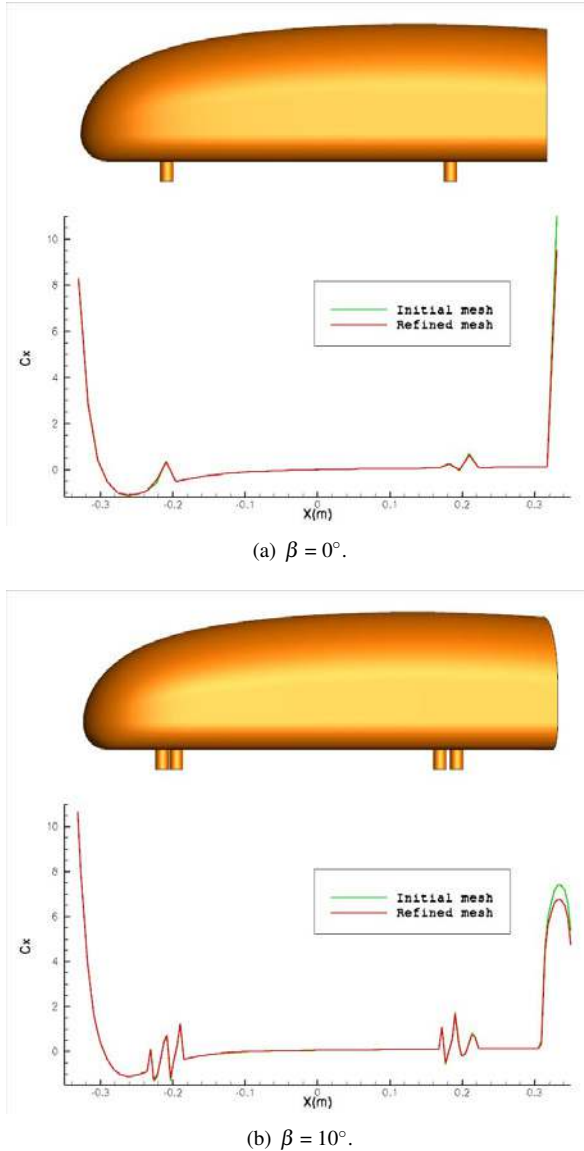 10
8
6
4
2
0
Cx
Initial mesh
Refined mesh
-0.3 -0.2 -0.1 0 0.1 0.2 0.3
X(m)
(a) β = 0°.
10
8
6
4
2
0
Cx
Initial mesh
Refined mesh
-0.3 -0.2 -0.1 0 0.1 0.2 0.3
X(m)
(b) β = 10°.